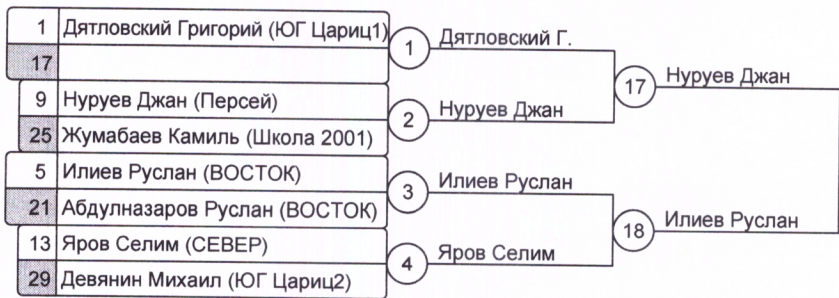 1 Дятловский Григорий (ЮГ Цариц1)
17
1 Дятловский Г.
9 Нуруев Джан (Персей)
25 Жумабаев Камиль (Школа 2001)
2 Нуруев Джан
17 Нуруев Джан
5 Илиев Руслан (ВОСТОК)
21 Абдулназаров Руслан (ВОСТОК)
3 Илиев Руслан
13 Яров Селим (СЕВЕР)
29 Девянин Михаил (ЮГ Цариц2)
4 Яров Селим
18 Илиев Руслан